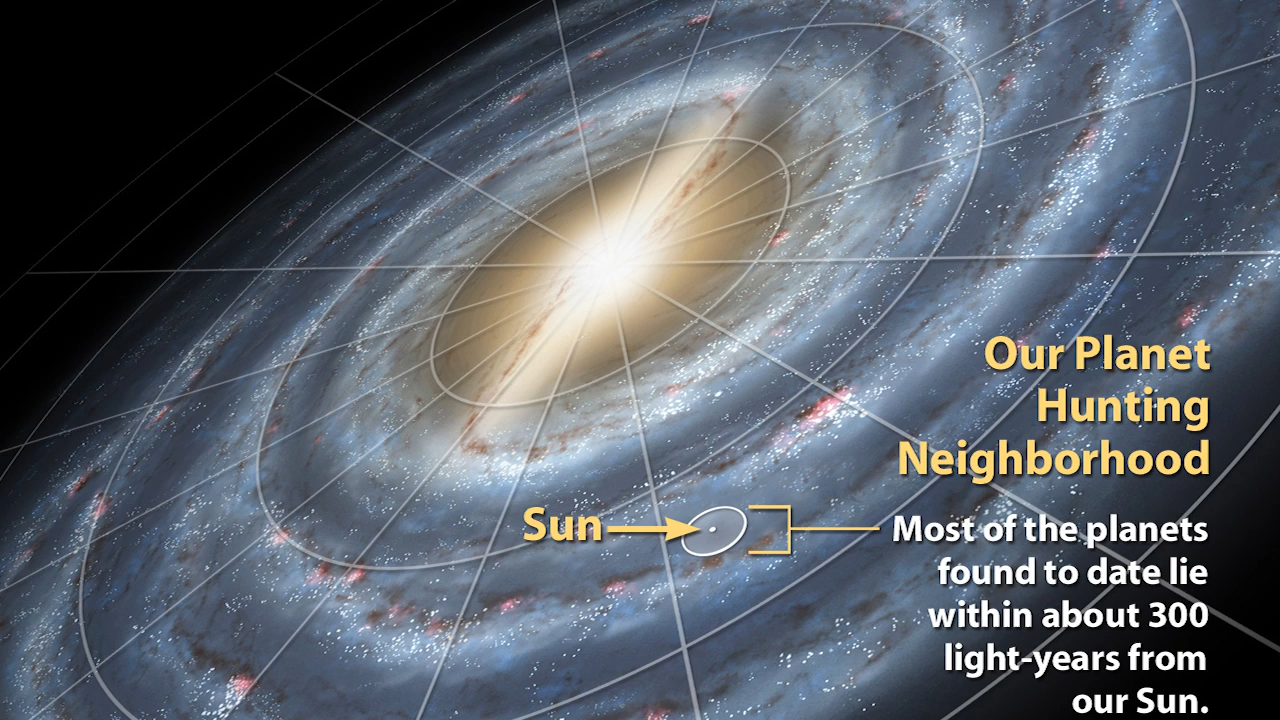 Our Planet
Hunting
Neighborhood
Sun
Most of the planets
found to date lie
within about 300
light-years from
our Sun.